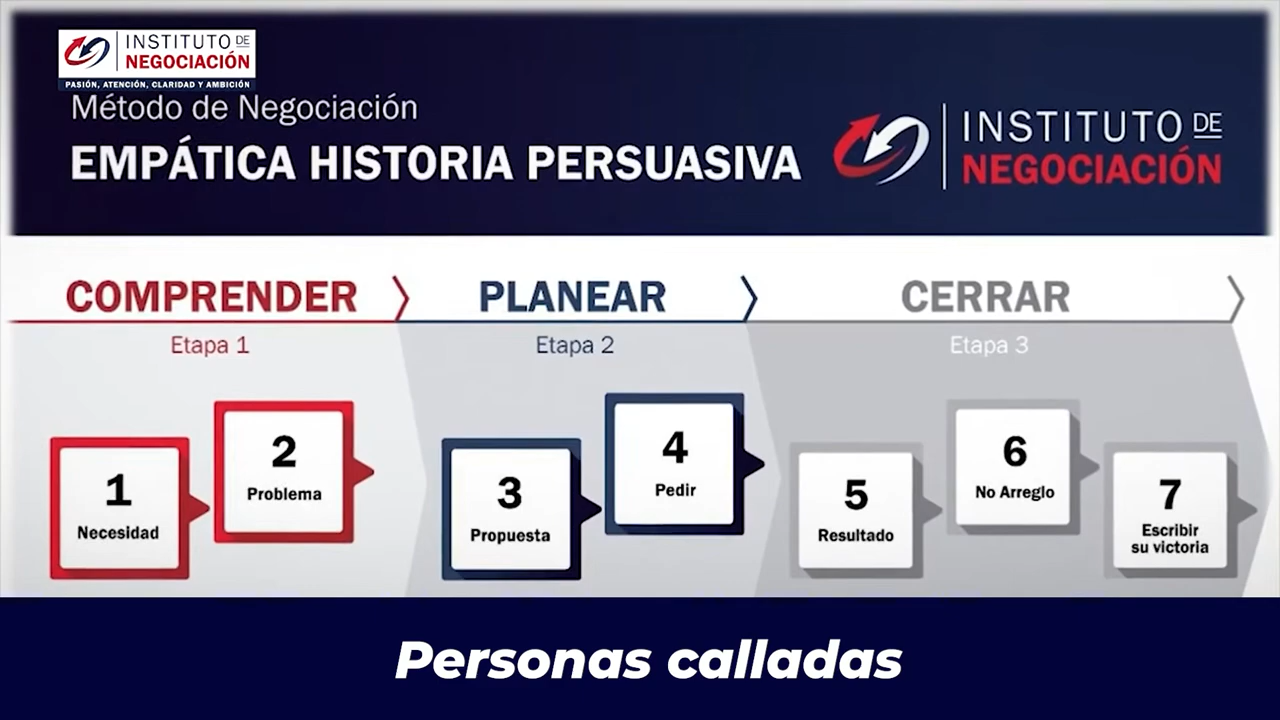 INSTITUTO DE
NEGOCIACIÓN
PASIÓN, ATENCIÓN, CLARIDAD Y AMBICIÓN
Método de Negociación
EMPÁTICA HISTORIA PERSUASIVA
INSTITUTO DE
NEGOCIACIÓN
COMPRENDER
PLANEAR
CERRAR
Etapa 1
Etapa 2
Etapa 3
1
Necesidad
2
Problema
3
Propuesta
4
Pedir
5
Resultado
6
No Arreglo
7
Escribir
su victoria
Personas calladas